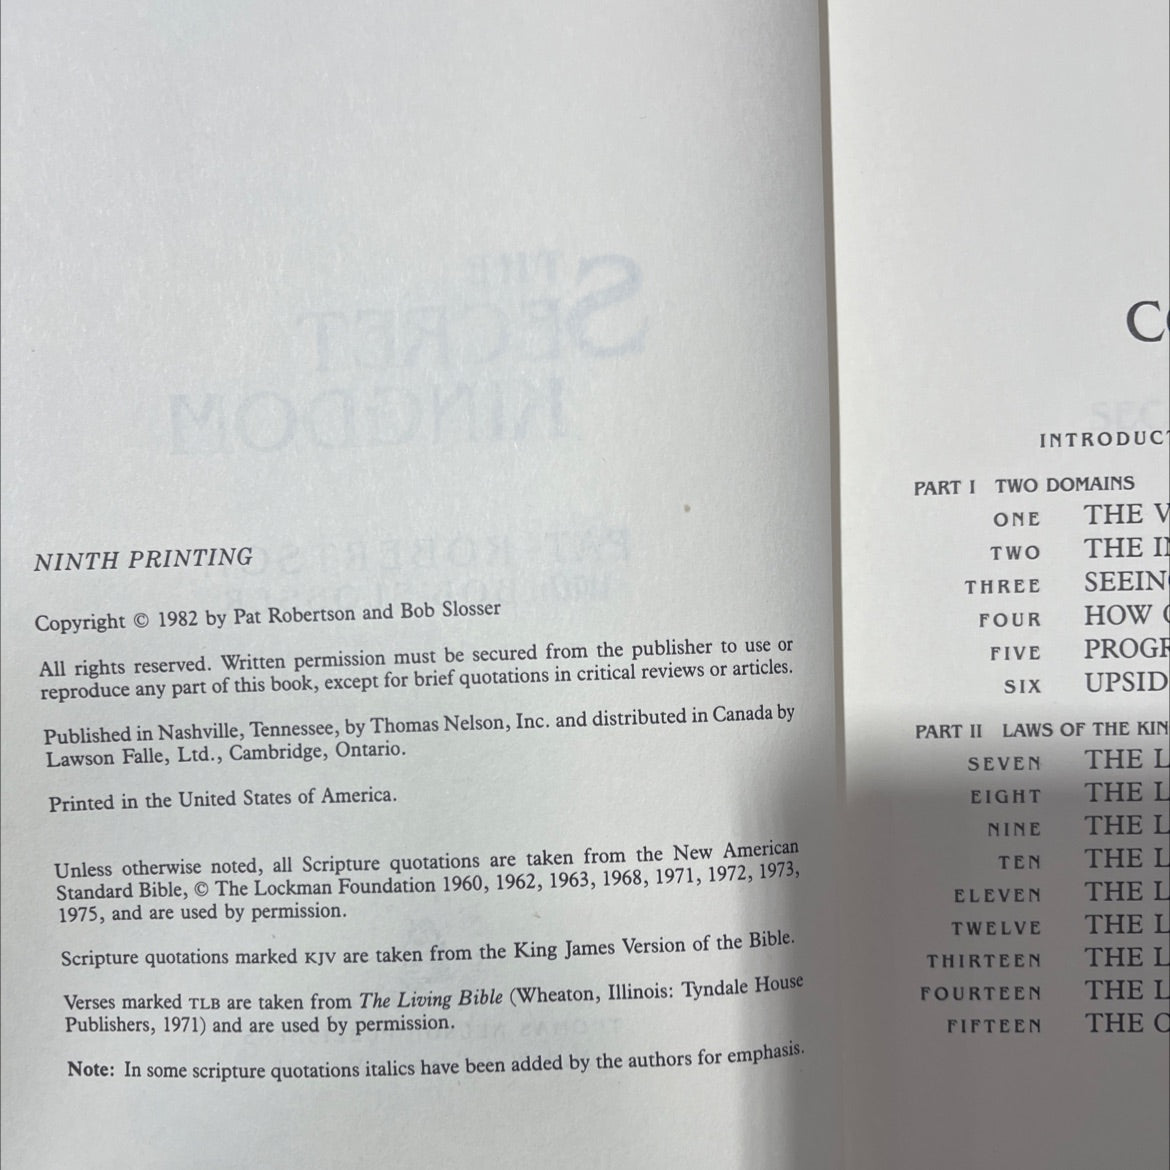 THE
SECRET
KINGDOM
NINTH PRINTING
Copyright © 1982 by Pat Robertson and Bob Slosser
All rights reserved. Written permission must be secured from the publisher to use or
reproduce any part of this book, except for brief quotations in critical reviews or articles.
Published in Nashville, Tennessee, by Thomas Nelson, Inc. and distributed in Canada by
Lawson Falle, Ltd., Cambridge, Ontario.
Printed in the United States of America.
Unless otherwise noted, all Scripture quotations are taken from the New American
Standard Bible, © The Lockman Foundation 1960, 1962, 1963, 1968, 1971, 1972, 1973,
1975, and are used by permission.
Scripture quotations marked KJV are taken from the King James Version of the Bible.
Verses marked TLB are taken from The Living Bible (Wheaton, Illinois: Tyndale House
Publishers, 1971) and are used by permission.
Note: In some scripture quotations italics have been added by the authors for emphasis.
CO
INTRODUCT
PART I TWO DOMAINS
ONE THE V
TWO THE IN
THREE SEEING
FOUR HOW
FIVE PROGR
SIX UPSID
PART II LAWS OF THE KIN
SEVEN THE L
EIGHT THE L
NINE THE L
TEN THE L
ELEVEN THE L
TWELVE THE L
THIRTEEN THE L
FOURTEEN THE L
FIFTEEN THE